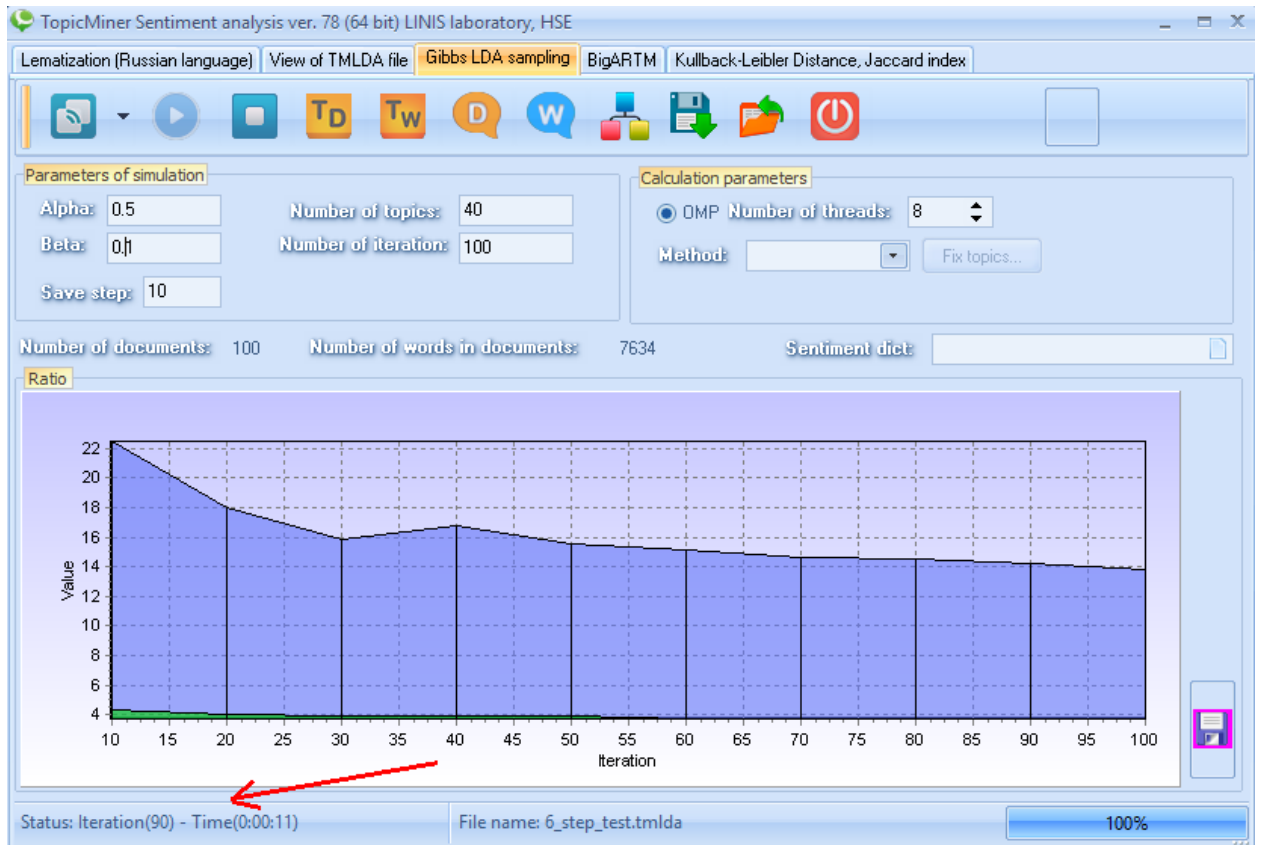 TopicMiner Sentiment analysis ver. 78 (64 bit) LINIS laboratory, HSE
Lematization (Russian language) View of TMLDA file Gibbs LDA sampling BigARTM Kullback-Leibler Distance, Jaccard index
TD TW D W
Parameters of simulation
Calculation parameters
Alpha: 0.5 Number of topics: 40
OMP Number of threads: 8
Beta: 0.1 Number of iteration: 100
Method: Fix topics...
Save step: 10
Number of documents: 100 Number of words in documents: 7634 Sentiment dict:
Ratio
22
20
18
16
14
12
10
8
6
4
Value
10 15 20 25 30 35 40 45 50 55 60 65 70 75 80 85 90 95 100
Iteration
Status: Iteration(90) - Time(0:00:11) File name: 6_step_test.tmlda 100%